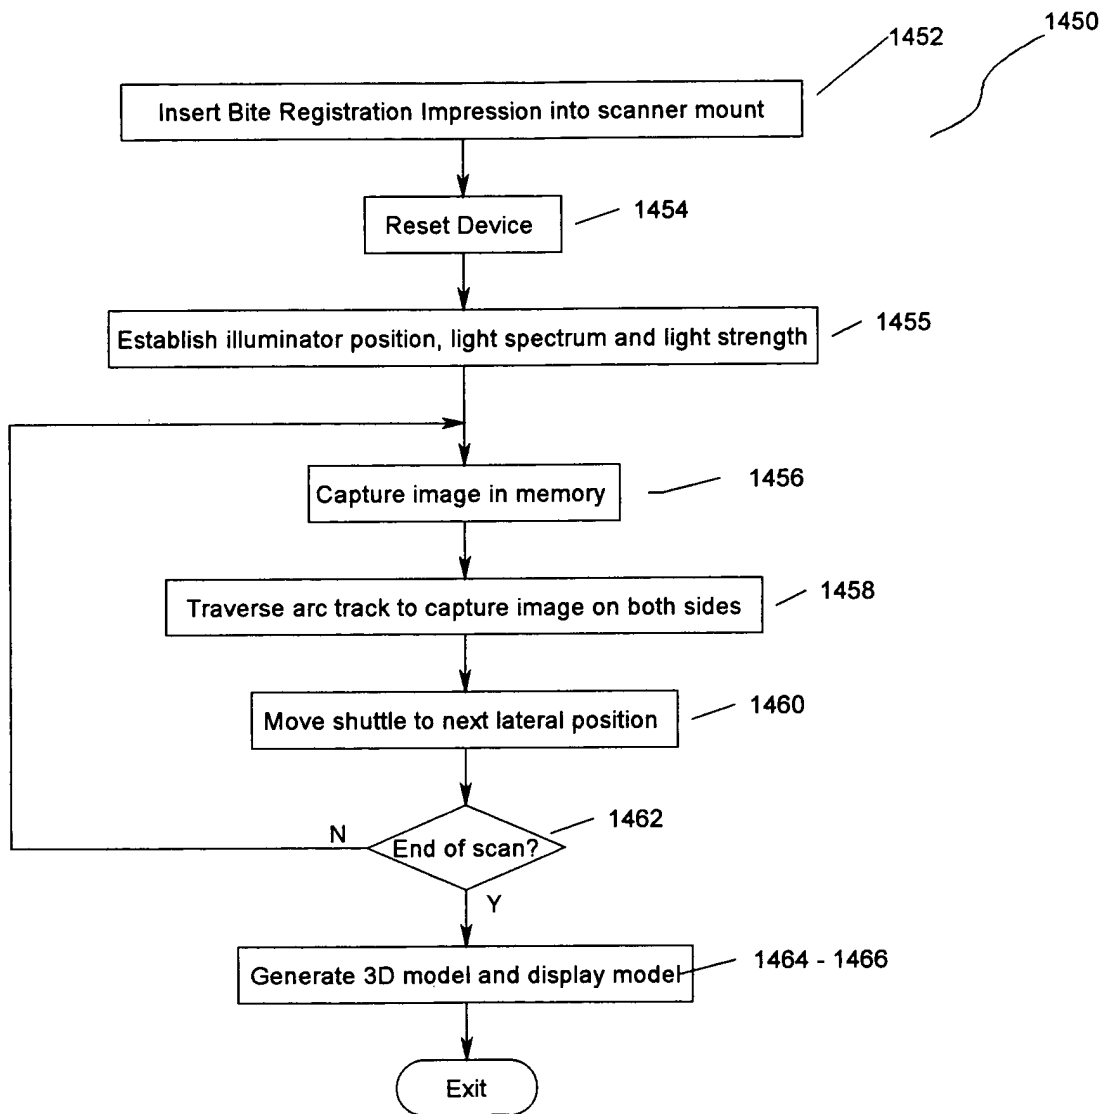 1450
1452
Insert Bite Registration Impression into scanner mount
Reset Device
1454
Establish illuminator position, light spectrum and light strength
1455
Capture image in memory
1456
Traverse arc track to capture image on both sides
1458
Move shuttle to next lateral position
1460
End of scan?
1462
N
Y
Generate 3D model and display model
1464 - 1466
Exit